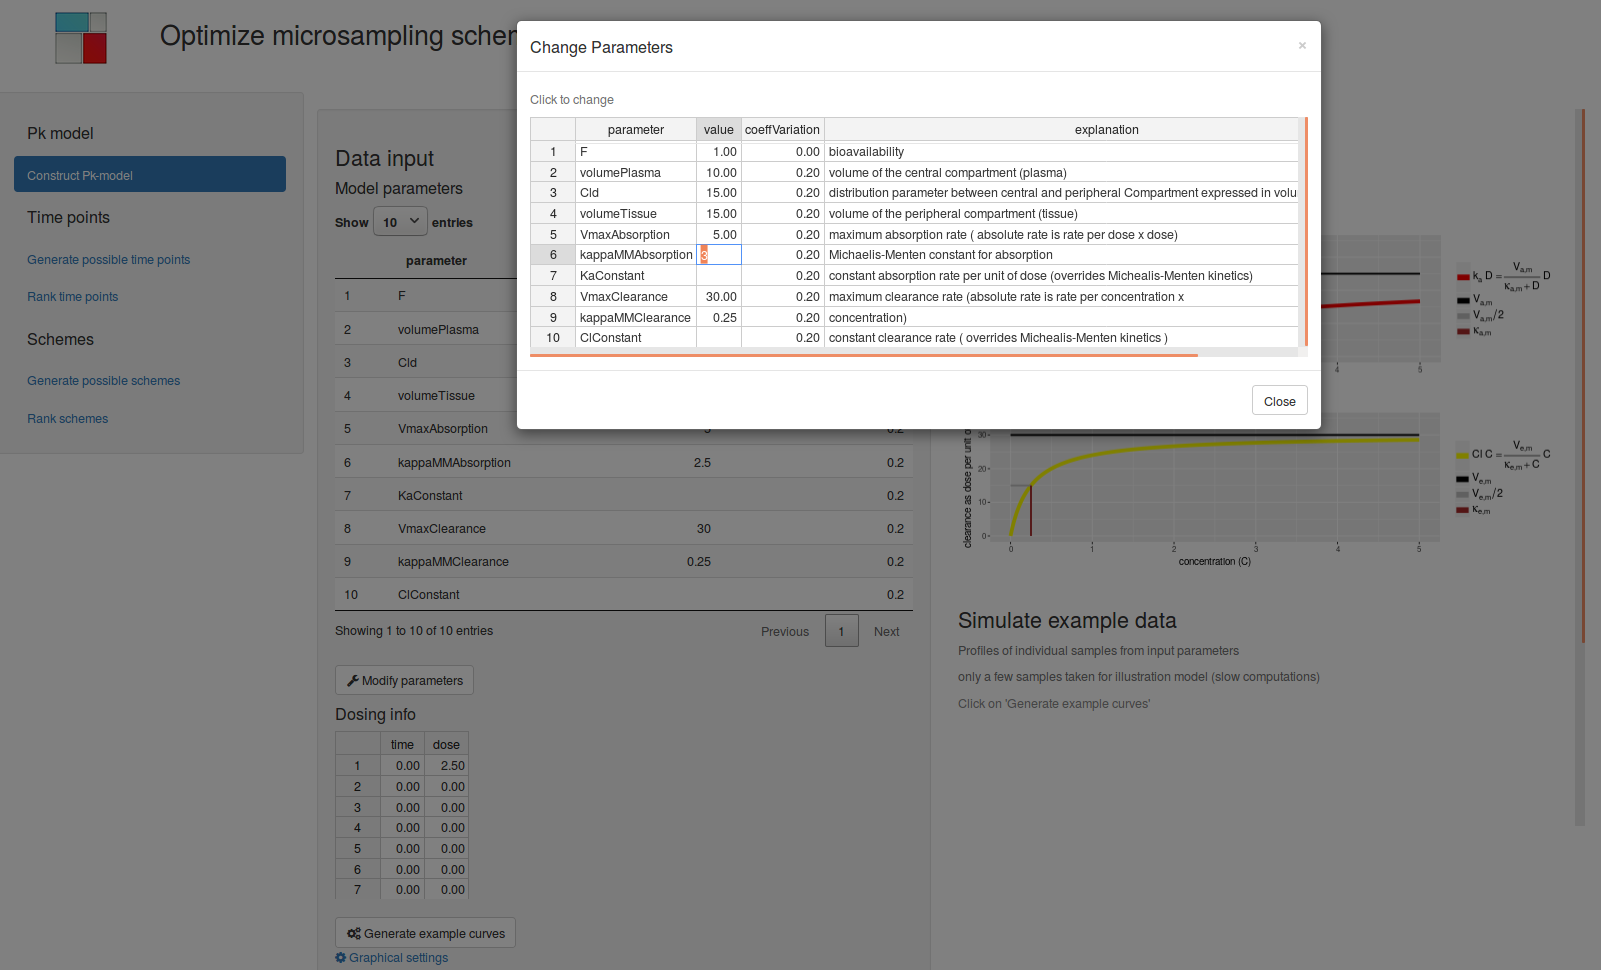 Optimize microsampling schem
Pk model
Construct Pk-model
Time points
Generate possible time points
Rank time points
Schemes
Generate possible schemes
Rank schemes
Data input
Model parameters
Show 10 entries
parameter
1 F
2 volumePlasma
3 Cld
4 volumeTissue
5 VmaxAbsorption 5 0.2
6 kappaMMAbsorption 2.5 0.2
7 KaConstant 0.2
8 VmaxClearance 30 0.2
9 kappaMMClearance 0.25 0.2
10 ClConstant 0.2
Showing 1 to 10 of 10 entries
Previous 1 Next
Modify parameters
Dosing info
time dose
1 0.00 2.50
2 0.00 0.00
3 0.00 0.00
4 0.00 0.00
5 0.00 0.00
6 0.00 0.00
7 0.00 0.00
Generate example curves
Graphical settings
Change Parameters
×
Click to change
parameter value coeffVariation explanation
1 F 1.00 0.00 bioavailability
2 volumePlasma 10.00 0.20 volume of the central compartment (plasma)
3 Cld 15.00 0.20 distribution parameter between central and peripheral Compartment expressed in volu
4 volumeTissue 15.00 0.20 volume of the peripheral compartment (tissue)
5 VmaxAbsorption 5.00 0.20 maximum absorption rate ( absolute rate is rate per dose x dose)
6 kappaMMAbsorption 3 0.20 Michaelis-Menten constant for absorption
7 KaConstant 0.20 constant absorption rate per unit of dose (overrides Michealis-Menten kinetics)
8 VmaxClearance 30.00 0.20 maximum clearance rate (absolute rate is rate per concentration x
9 kappaMMClearance 0.25 0.20 concentration)
10 ClConstant 0.20 constant clearance rate ( overrides Michealis-Menten kinetics )
Close
kₐ D = Vₐ,ₘ / κₐ,ₘ + D D
Vₐ,ₘ
Vₐ,ₘ/2
κₐ,ₘ
4 5
clearance as dose per unit o
30
20
10
0
0 1 2 3 4 5
concentration (C)
Cl C = Vₑ,ₘ / κₑ,ₘ + C C
Vₑ,ₘ
Vₑ,ₘ/2
κₑ,ₘ
Simulate example data
Profiles of individual samples from input parameters
only a few samples taken for illustration model (slow computations)
Click on 'Generate example curves'